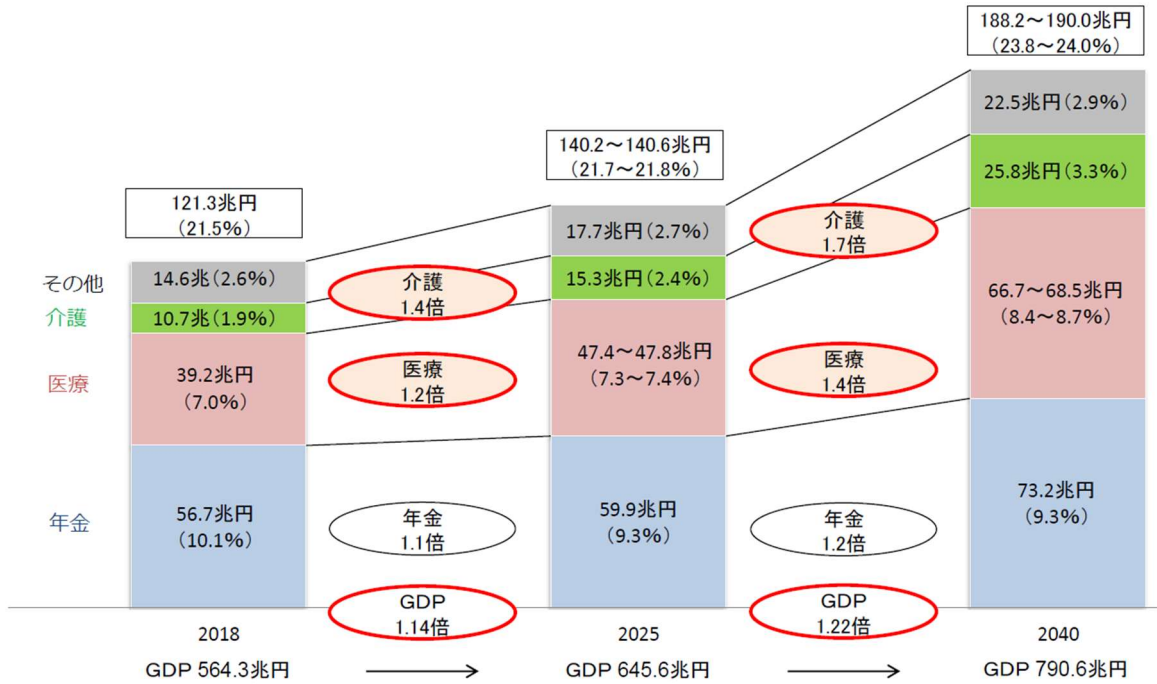 188.2～190.0兆円
(23.8～24.0%)
22.5兆円(2.9%)
25.8兆円(3.3%)
66.7～68.5兆円
(8.4～8.7%)
73.2兆円
(9.3%)
140.2～140.6兆円
(21.7～21.8%)
17.7兆円(2.7%)
15.3兆円(2.4%)
47.4～47.8兆円
(7.3～7.4%)
59.9兆円
(9.3%)
121.3兆円
(21.5%)
14.6兆(2.6%)
10.7兆(1.9%)
39.2兆円
(7.0%)
56.7兆円
(10.1%)
その他
介護
医療
年金
介護
1.4倍
医療
1.2倍
年金
1.1倍
GDP
1.14倍
介護
1.7倍
医療
1.4倍
年金
1.2倍
GDP
1.22倍
2018
2025
2040
GDP 564.3兆円
GDP 645.6兆円
GDP 790.6兆円